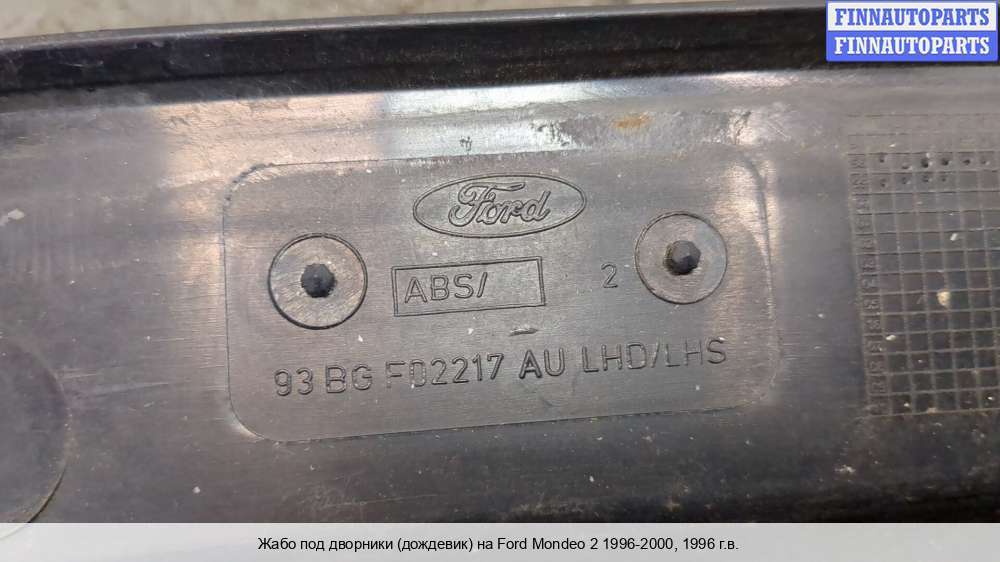 FINNAUTOPARTS
FINNAUTOPARTS
Ford
ABS/
2
93 BG F02217 AU LHD/LHS
Жабо под дворники (дождевик) на Ford Mondeo 2 1996-2000, 1996 г.в.